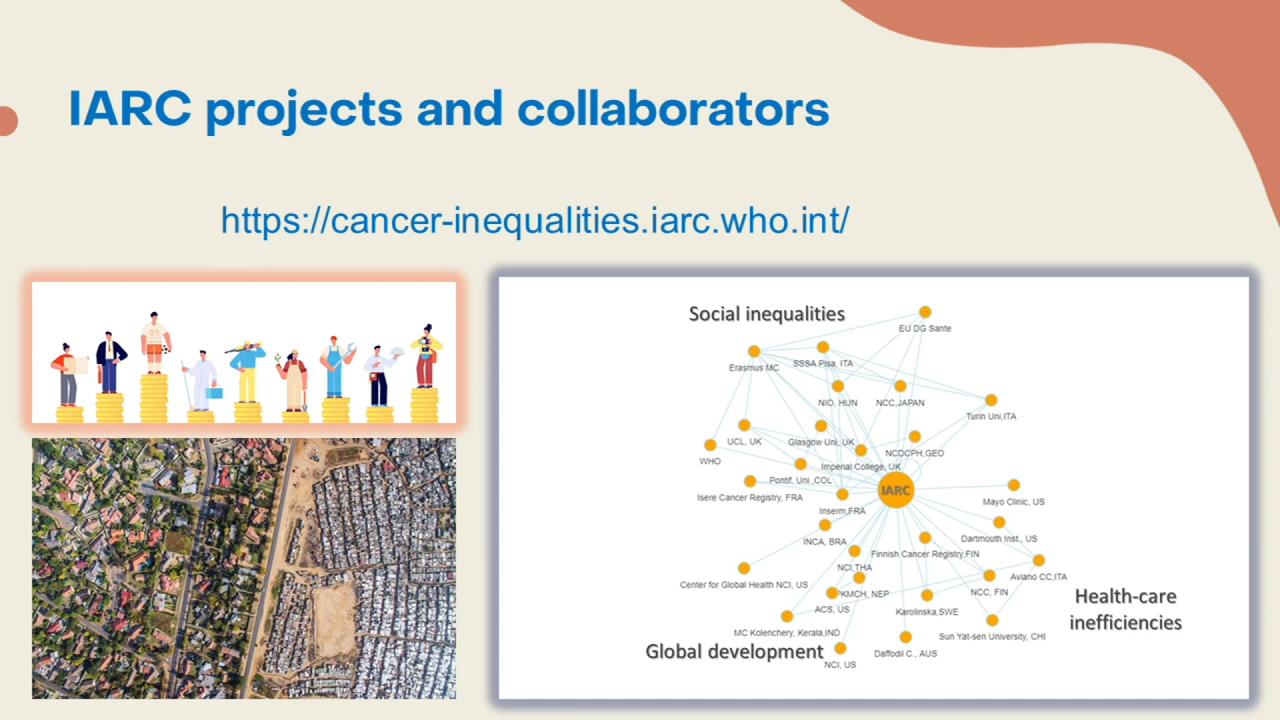 IARC projects and collaborators
https://cancer-inequalities.iarc.who.int/
Social inequalities
EU DG Sante
Erasmus MC
SSSA Pisa, ITA
NIO, HUN
NCC,JAPAN
Turin Uni,ITA
UCL, UK
Glasgow Uni, UK
NCDCPH,GEO
WHO
Imperial College, UK
Pontif. Uni ,COL
IARC
Isere Cancer Registry, FRA
Inserm,FRA
Mayo Clinic, US
INCA, BRA
Dartmouth Inst., US
Finnish Cancer Registry,FIN
NCI,THA
Aviano CC,ITA
Center for Global Health NCI, US
PKMCH, NEP
NCC, FIN
Health-care
inefficiencies
ACS, US
Karolinska,SWE
MC Kolenchery, Kerala,IND
Sun Yat-sen University, CHI
Global development
Daffodil C., AUS
NCI, US